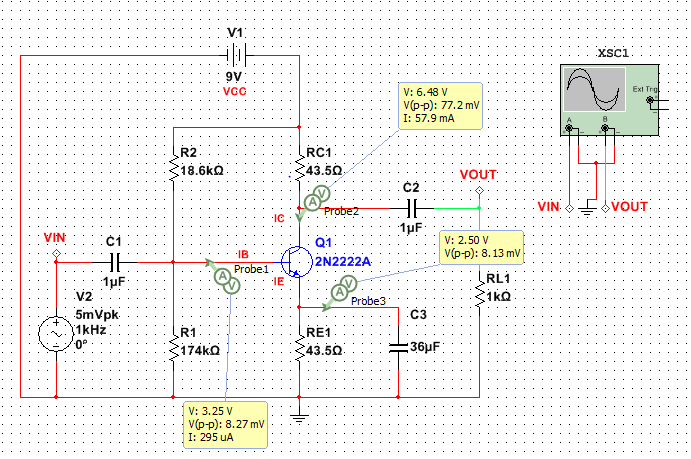 V1
9V
VCC
XSC1
Ext Trig
A
B
V: 6.48 V
V(p-p): 77.2 mV
I: 57.9 mA
R2
18.6kΩ
RC1
43.5Ω
VOUT
C2
1µF
VIN
VOUT
A V
Probe2
IC
VIN
C1
1µF
Q1
2N2222A
IB
IE
Probe1
A V
V: 2.50 V
V(p-p): 8.13 mV
A V
Probe3
RL1
1kΩ
V2
5mVpk
1kHz
0°
R1
174kΩ
RE1
43.5Ω
C3
36µF
V: 3.25 V
V(p-p): 8.27 mV
I: 295 uA